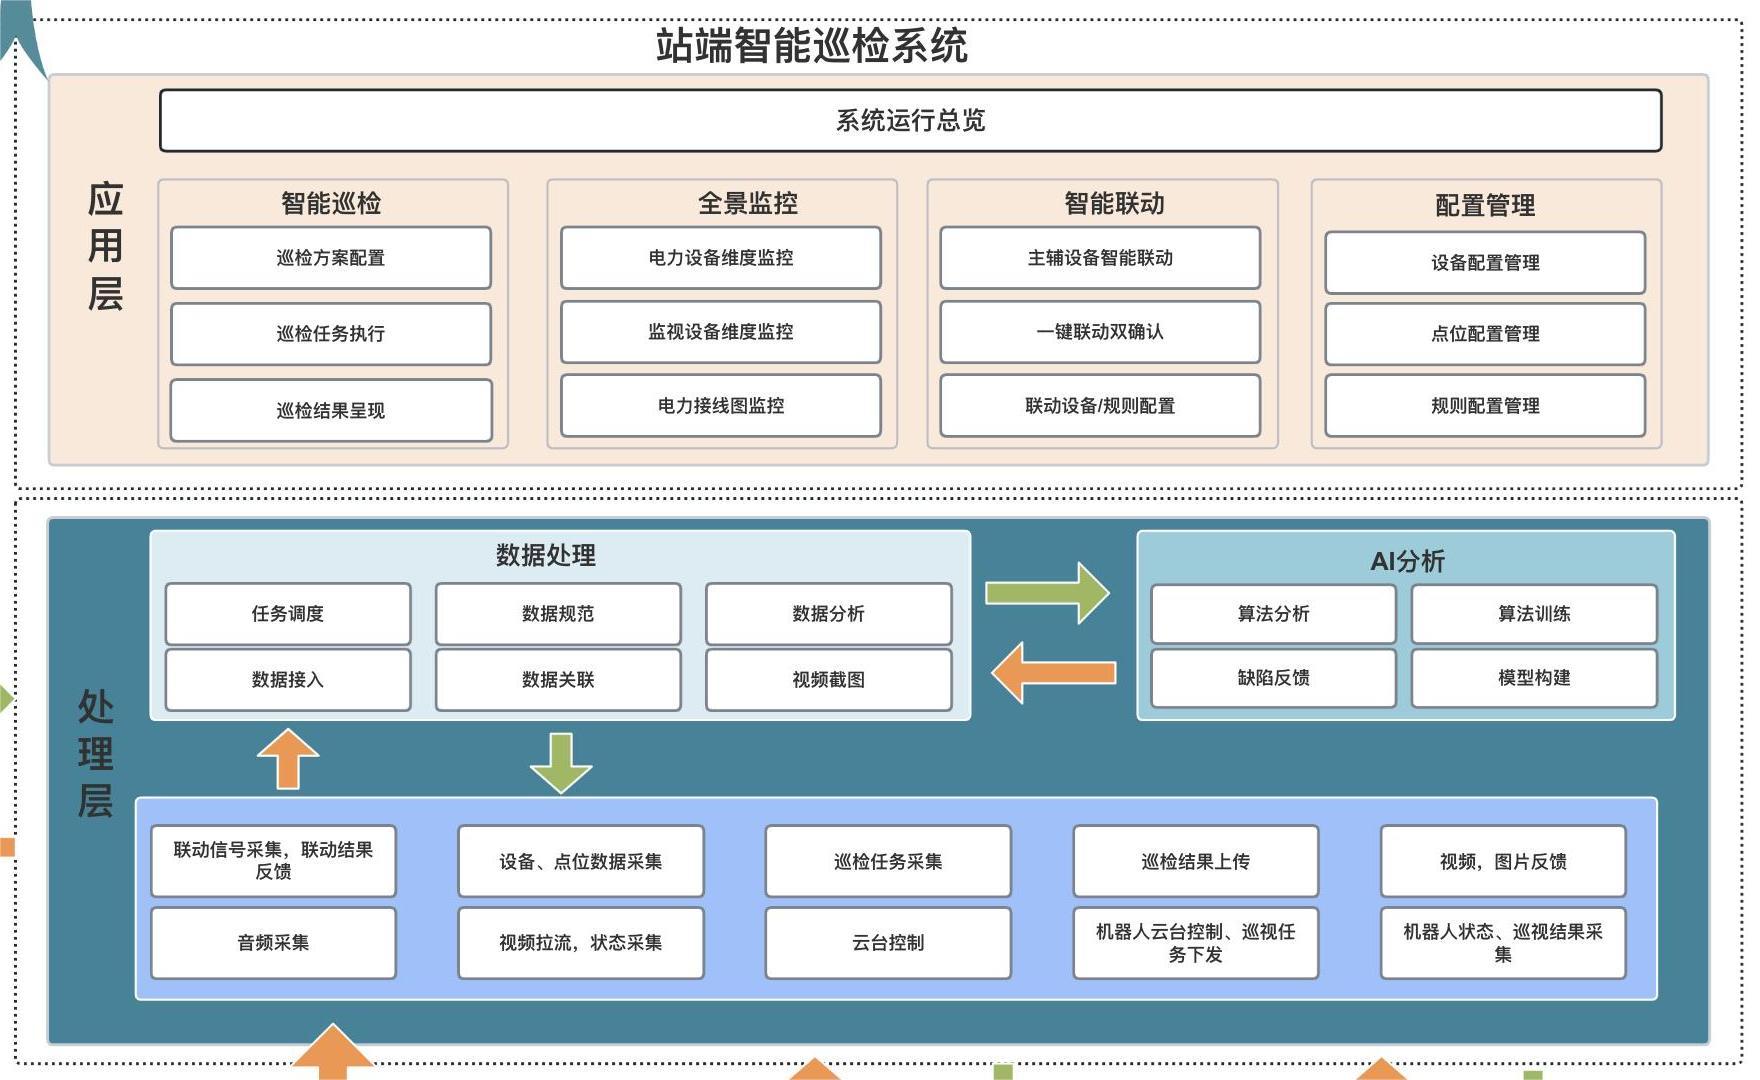 站端智能巡检系统
应用层
系统运行总览
智能巡检
巡检方案配置
巡检任务执行
巡检结果呈现
全景监控
电力设备维度监控
监视设备维度监控
电力接线图监控
智能联动
主辅设备智能联动
一键联动双确认
联动设备/规则配置
配置管理
设备配置管理
点位配置管理
规则配置管理
处理层
数据处理
任务调度
数据规范
数据分析
数据接入
数据关联
视频截图
AI分析
算法分析
算法训练
缺陷反馈
模型构建
联动信号采集，联动结果
反馈
设备、点位数据采集
巡检任务采集
巡检结果上传
视频，图片反馈
音频采集
视频拉流，状态采集
云台控制
机器人云台控制、巡视任
务下发
机器人状态、巡视结果采
集